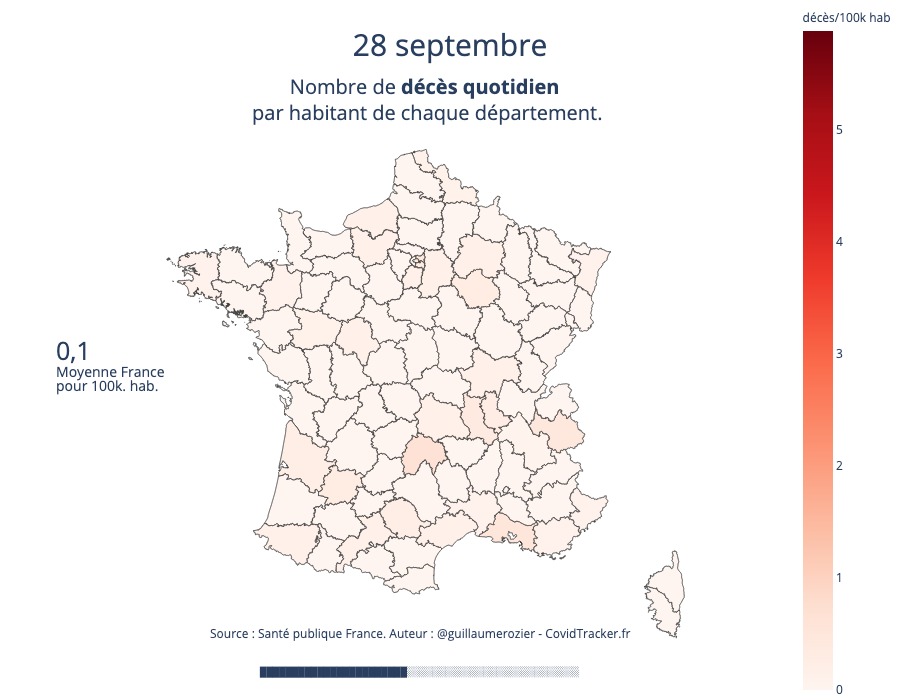 décès/100k hab
28 septembre
Nombre de décès quotidien
par habitant de chaque département.
5
4
3
2
1
0
0,1
Moyenne France
pour 100k. hab.
Source : Santé publique France. Auteur : @guillaumerozier - CovidTracker.fr